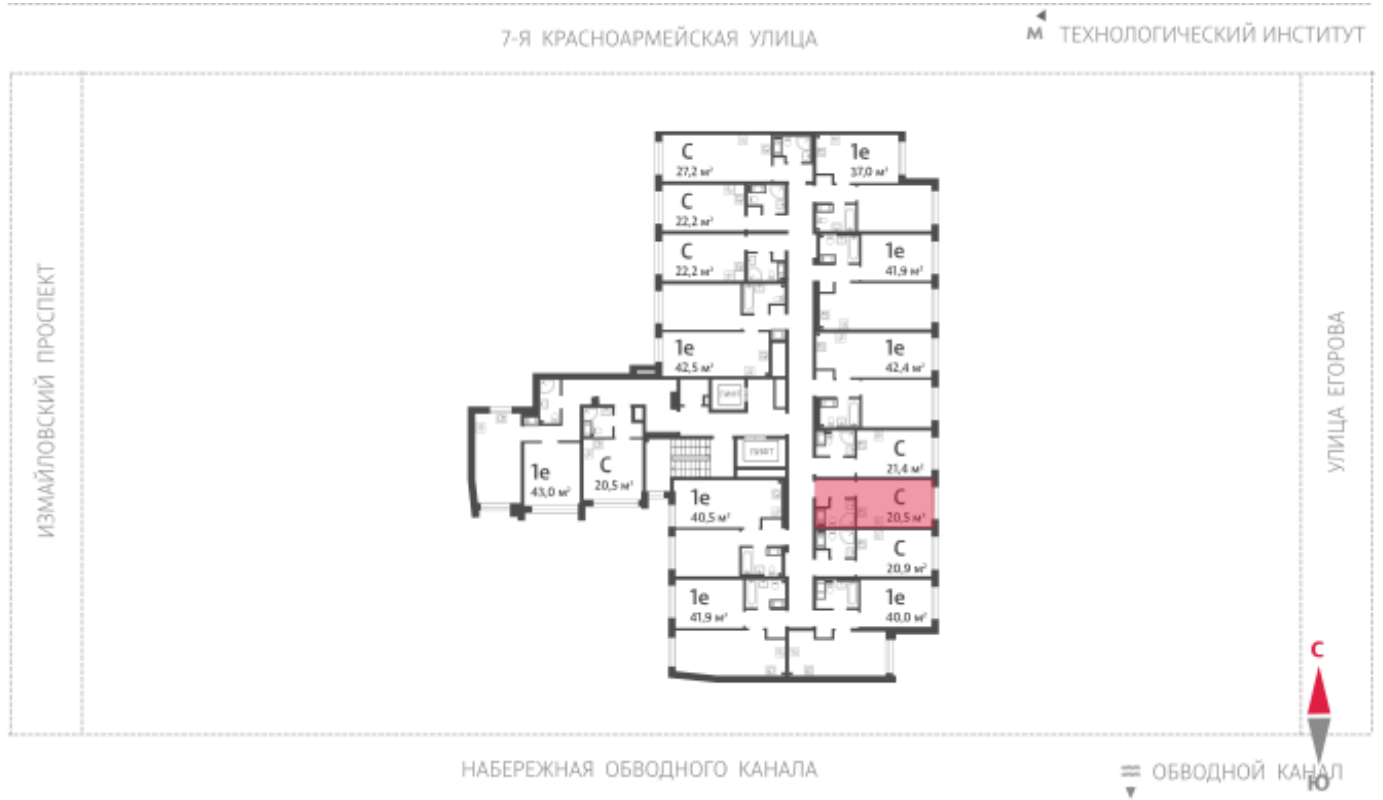 7-Я КРАСНОАРМЕЙСКАЯ УЛИЦА
М ТЕХНОЛОГИЧЕСКИЙ ИНСТИТУТ
ИЗМАЙЛОВСКИЙ ПРОСПЕКТ
С
27,2 м²
1е
37,0 м²
С
22,2 м²
С
22,2 м²
1е
41,9 м²
1е
42,5 м²
1е
42,4 м²
ЛИФТ
ЛИФТ
1е
43,0 м²
С
20,5 м²
С
21,4 м²
1е
40,5 м²
С
20,5 м²
С
20,9 м²
1е
41,9 м²
1е
40,0 м²
УЛИЦА ЕГОРОВА
С
Ю
НАБЕРЕЖНАЯ ОБВОДНОГО КАНАЛА
ОБВОДНОЙ КАНАЛ